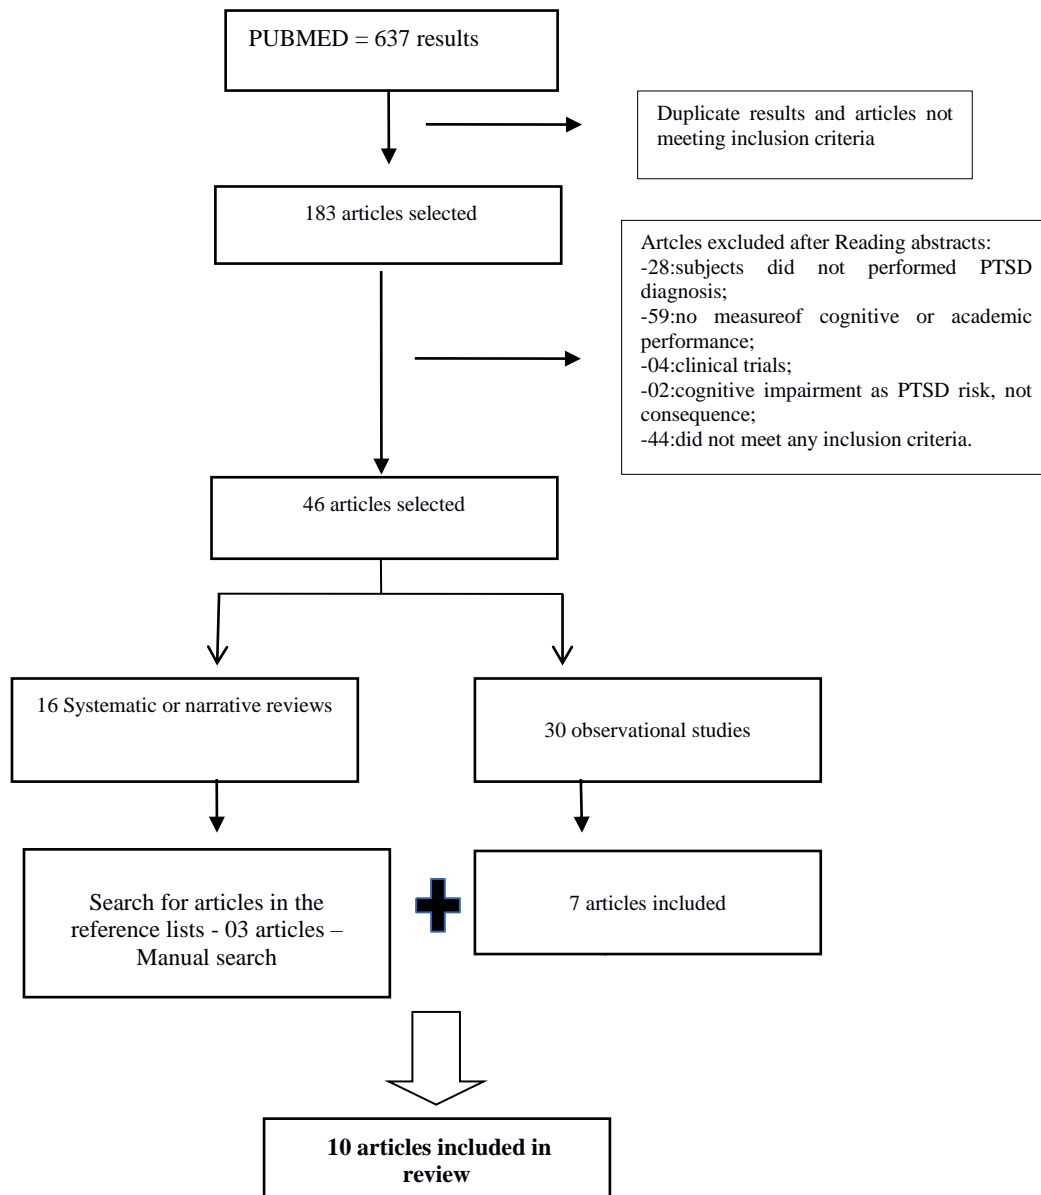 PUBMED = 637 results
Duplicate results and articles not
meeting inclusion criteria
183 articles selected
Artcles excluded after Reading abstracts:
-28:subjects did not performed PTSD
diagnosis;
-59:no measureof cognitive or academic
performance;
-04:clinical trials;
-02:cognitive impairment as PTSD risk, not
consequence;
-44:did not meet any inclusion criteria.
46 articles selected
16 Systematic or narrative reviews
30 observational studies
Search for articles in the
reference lists - 03 articles –
Manual search
7 articles included
10 articles included in
review